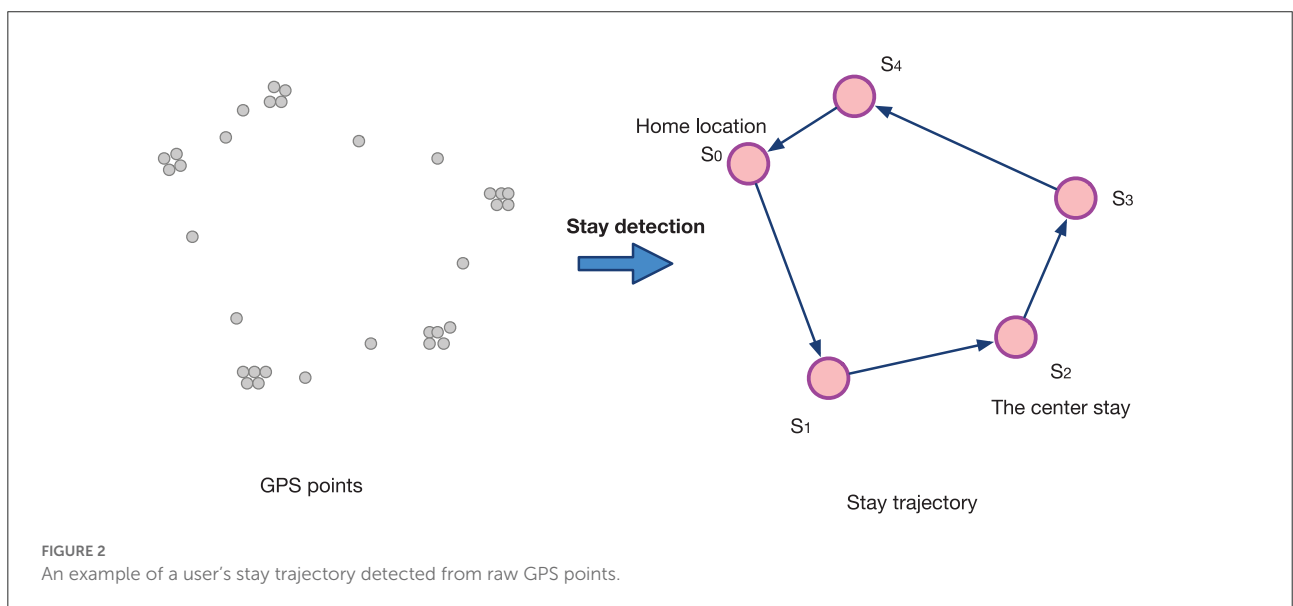 S4
Home location
S0
Stay detection
S3
S2
The center stay
S1
GPS points
Stay trajectory
FIGURE 2
An example of a user's stay trajectory detected from raw GPS points.